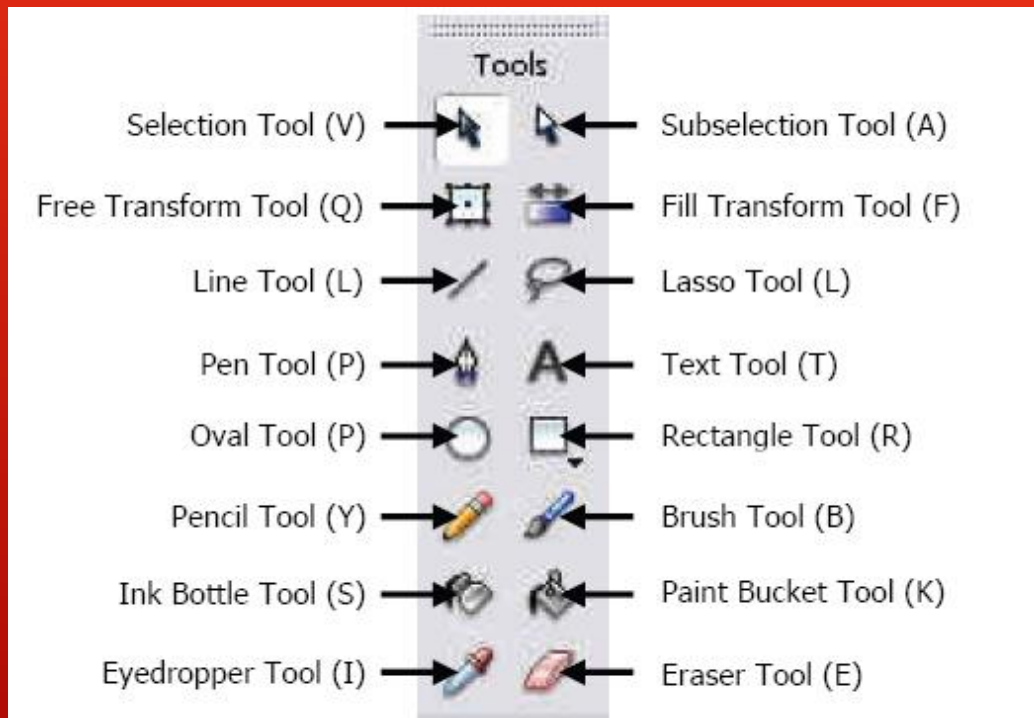 Tools
Selection Tool (V)
Subselection Tool (A)
Free Transform Tool (Q)
Fill Transform Tool (F)
Line Tool (L)
Lasso Tool (L)
Pen Tool (P)
Text Tool (T)
Oval Tool (P)
Rectangle Tool (R)
Pencil Tool (Y)
Brush Tool (B)
Ink Bottle Tool (S)
Paint Bucket Tool (K)
Eyedropper Tool (I)
Eraser Tool (E)